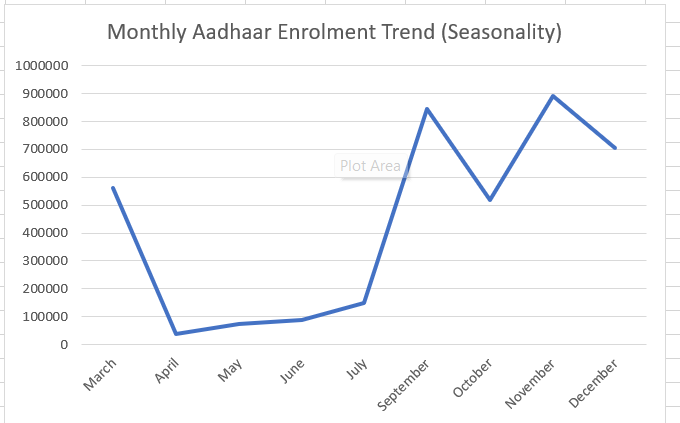 Monthly Aadhaar Enrolment Trend (Seasonality)
1000000
900000
800000
700000
600000
500000
400000
300000
200000
100000
0
Plot Area
March
April
May
June
July
September
October
November
December